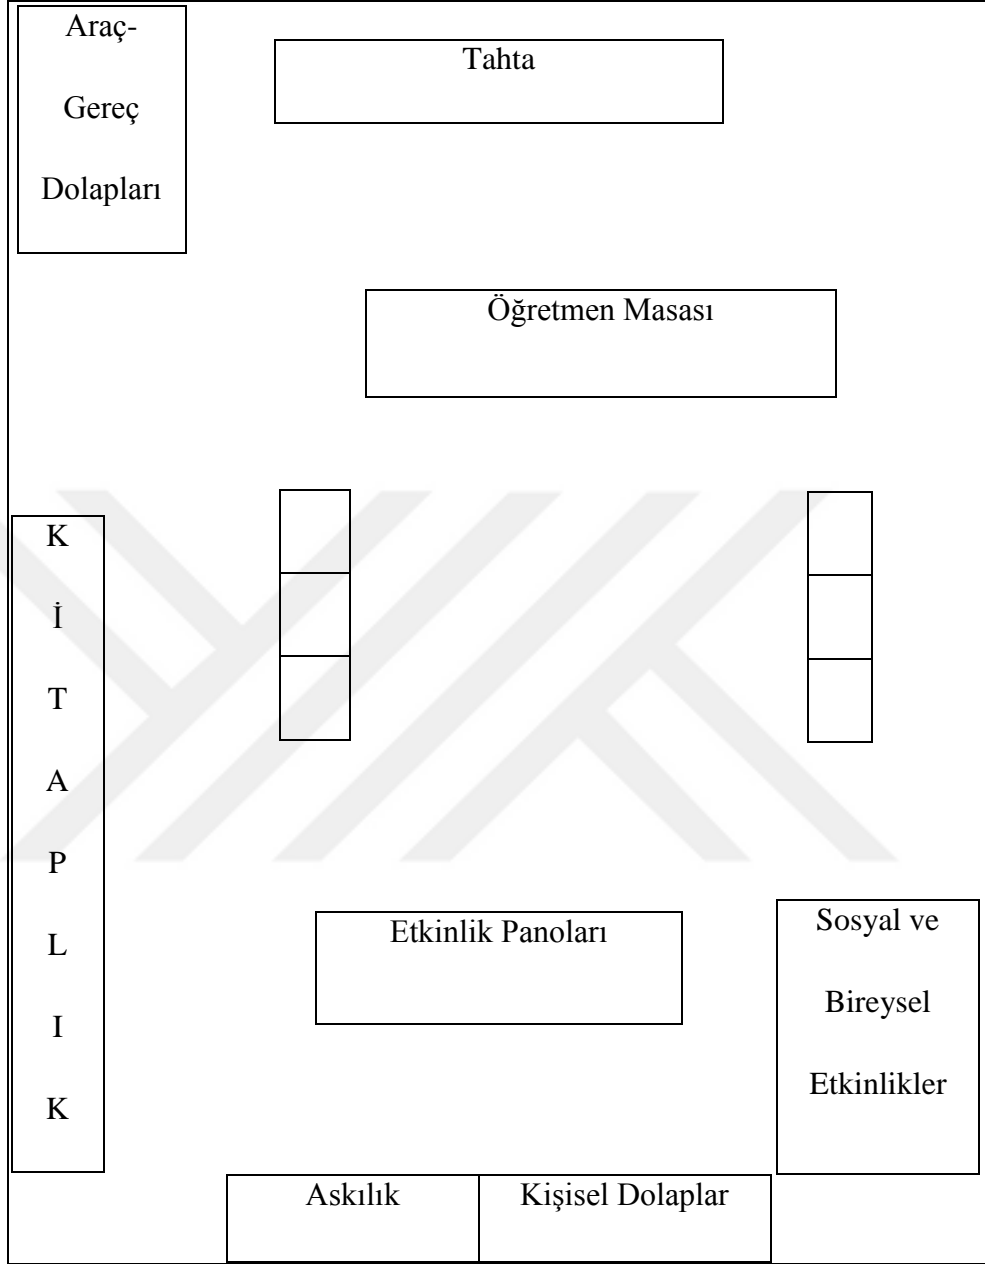 Araç-
Gereç
Dolapları
Tahta
Öğretmen Masası
K
İ
T
A
P
L
I
K
Etkinlik Panoları
Sosyal ve
Bireysel
Etkinlikler
Askılık
Kişisel Dolaplar